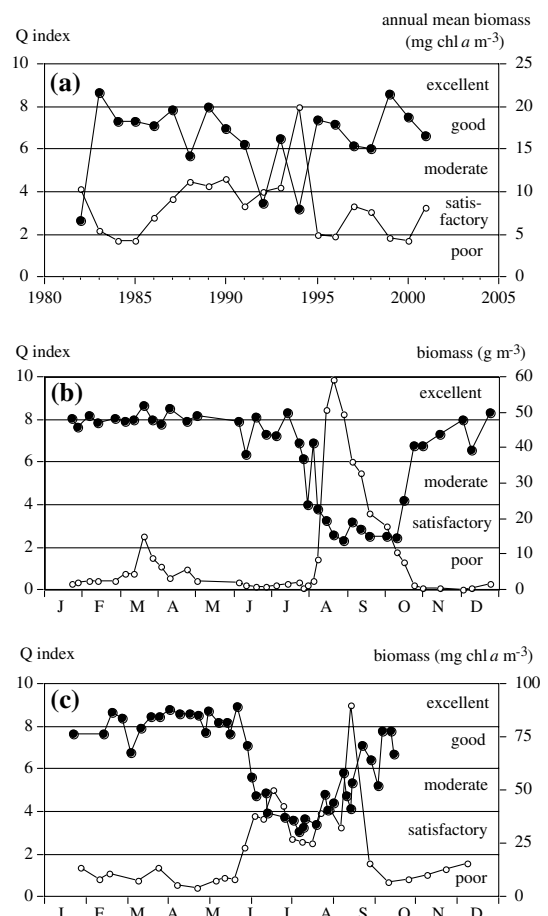 Q index
annual mean biomass
(mg chl a m-3)
10 (a) excellent 25
8 good 20
6 moderate 15
4 satis- 10
factory
2 poor 5
0 0
1980 1985 1990 1995 2000 2005
Q index biomass (g m-3)
10 (b) excellent 60
50
8
40
6
moderate 30
4
satisfactory 20
2
poor 10
0 0
J F M A M J J A S O N D
Q index biomass (mg chl a m-3)
10 (c) excellent 100
8 good
75
6
moderate 50
4
satisfactory
25
2
poor
0 0
J F M A M J J A S O N D